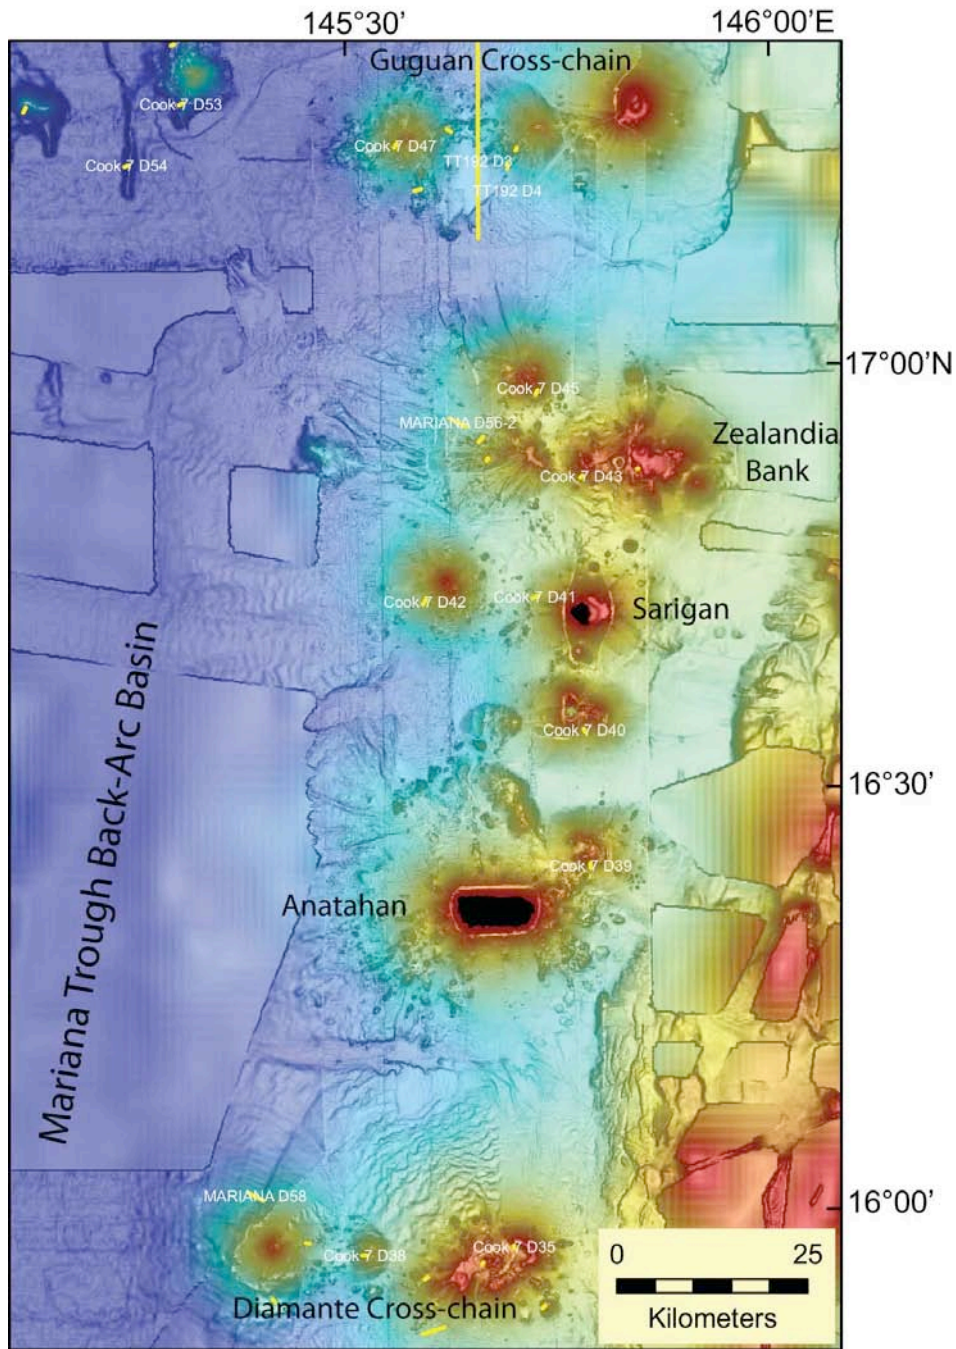 145°30’
146°00’E
Guguan Cross-chain
Cook 7 D53
Cook 7 D47
Cook 7 D54
TT192 D3
TT192 D4
17°00’N
Cook 7 D45
MARIANA D56-2
Zealandia
Bank
Cook 7 D43
Cook 7 D42
Cook 7 D41
Sarigan
Cook 7 D40
Mariana Trough Back-Arc Basin
16°30’
Cook 7 D39
Anatahan
MARIANA D58
16°00’
Cook 7 D38
Cook 7 D35
0
25
Kilometers
Diamante Cross-chain